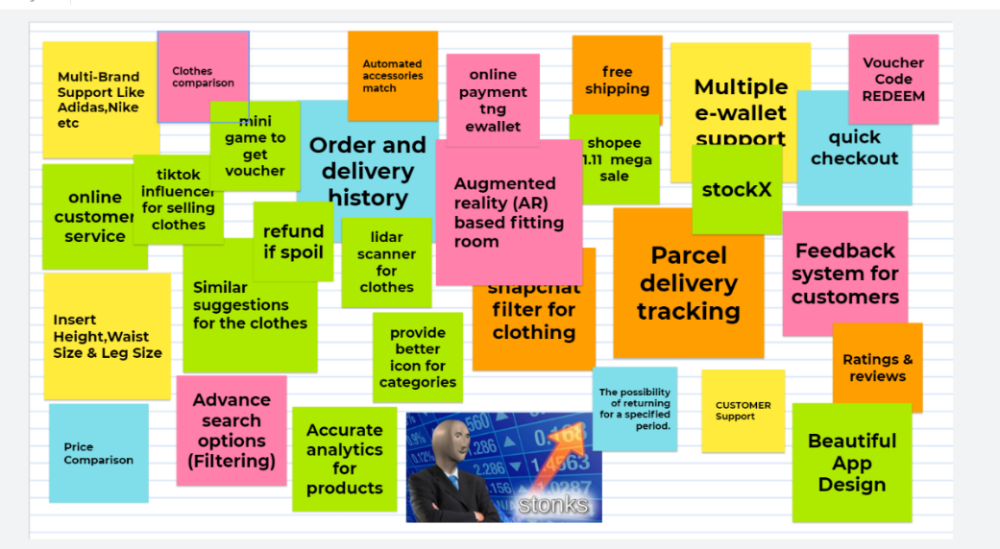 Multi-Brand
Support Like
Adidas,Nike
etc
Clothes
comparison
mini
game to
get
voucher
Order and
delivery
history
Automated
accessories
match
online
payment
tng
ewallet
free
shipping
shopee
1.11 mega
sale
Multiple
e-wallet
support
stockX
Voucher
Code
REDEEM
quick
checkout
online
customer
service
tiktok
influencer
for selling
clothes
refund
if spoil
lidar
scanner
for
clothes
Augmented
reality (AR)
based fitting
room
snapchat
filter for
clothing
Parcel
delivery
tracking
Feedback
system for
customers
Insert
Height,Waist
Size & Leg Size
Similar
suggestions
for the clothes
provide
better
icon for
categories
Ratings &
reviews
Price
Comparison
Advance
search
options
(Filtering)
Accurate
analytics
for
products
stonks
The possibility
of returning
for a specified
period.
CUSTOMER
Support
Beautiful
App
Design